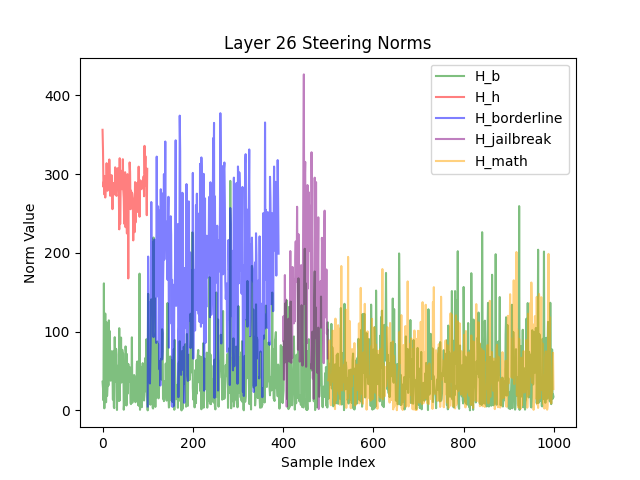 Layer 26 Steering Norms
H_b
H_h
H_borderline
H_jailbreak
H_math
Norm Value
400
300
200
100
0
0 200 400 600 800 1000
Sample Index